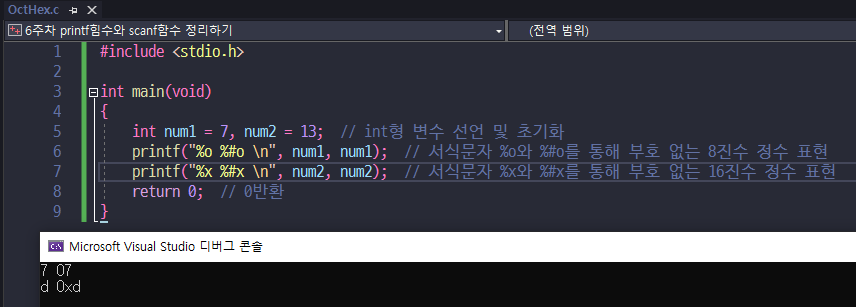 OctHex.c
6주차 printf힘수와 scanf함수 정리하기
(전역 범위)
1 #include <stdio.h>
2
3 int main(void)
4 {
5 int num1 = 7, num2 = 13; // int형 변수 선언 및 초기화
6 printf("%o %#o \n", num1, num1); // 서식문자 %o와 %#o를 통해 부호 없는 8진수 정수 표현
7 printf("%x %#x \n", num2, num2); // 서식문자 %x와 %#x를 통해 부호 없는 16진수 정수 표현
8 return 0; // 0반환
9 }
Microsoft Visual Studio 디버그 콘솔
7 07
d 0xd